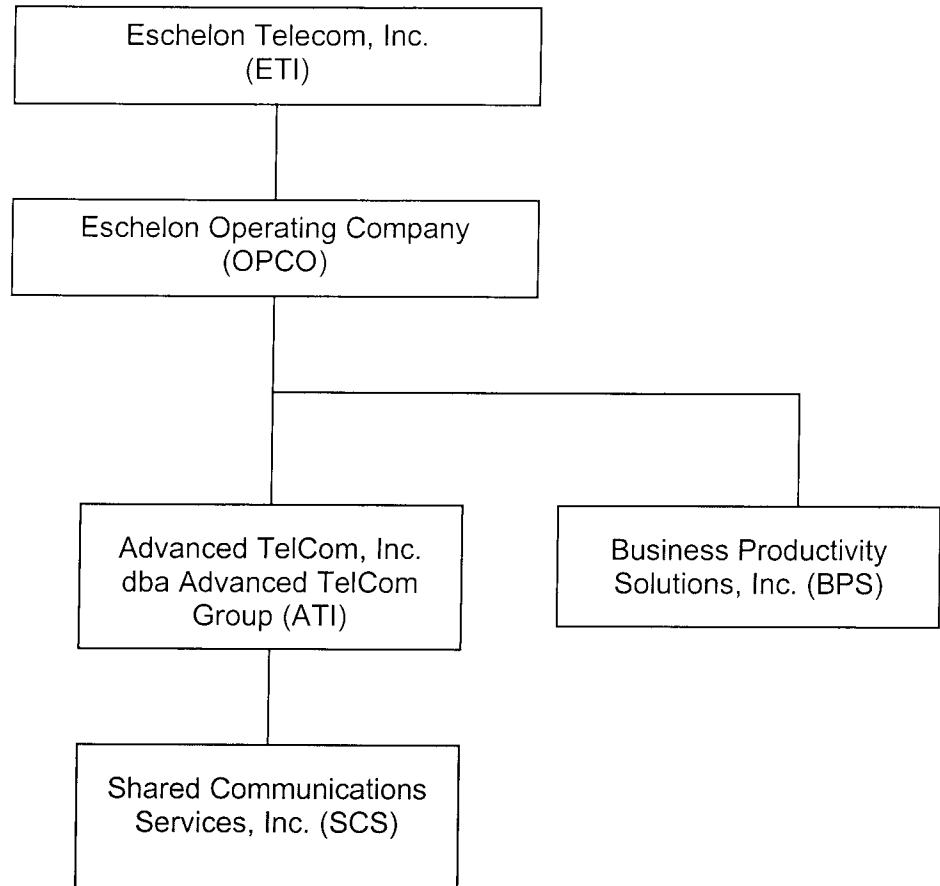 Eschelon Telecom, Inc.
(ETI)
Eschelon Operating Company
(OPCO)
Advanced TelCom, Inc.
dba Advanced TelCom
Group (ATI)
Business Productivity
Solutions, Inc. (BPS)
Shared Communications
Services, Inc. (SCS)